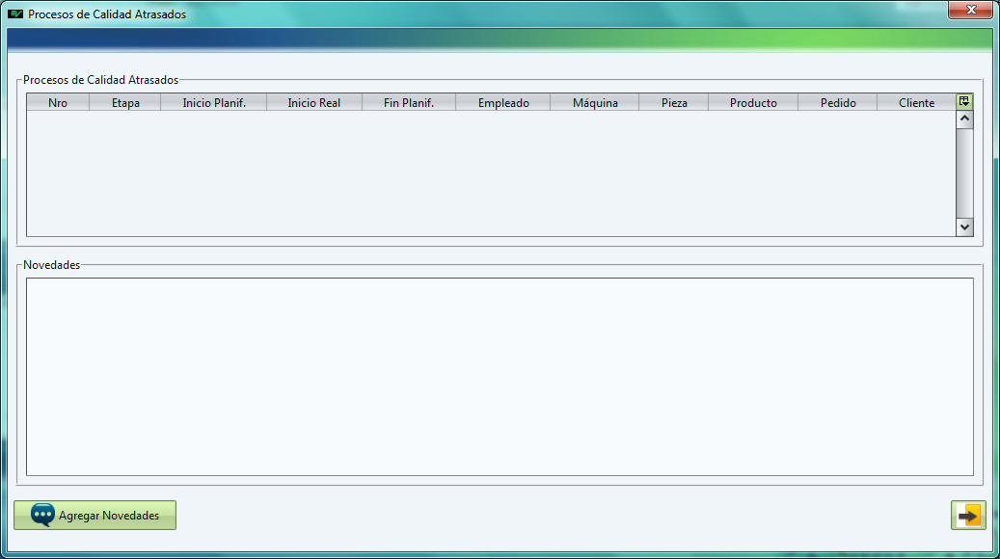 Procesos de Calidad Atrasados
Procesos de Calidad Atrasados
Nro Etapa Inicio Planif. Inicio Real Fin Planif. Empleado Máquina Pieza Producto Pedido Cliente
Novedades
Agregar Novedades